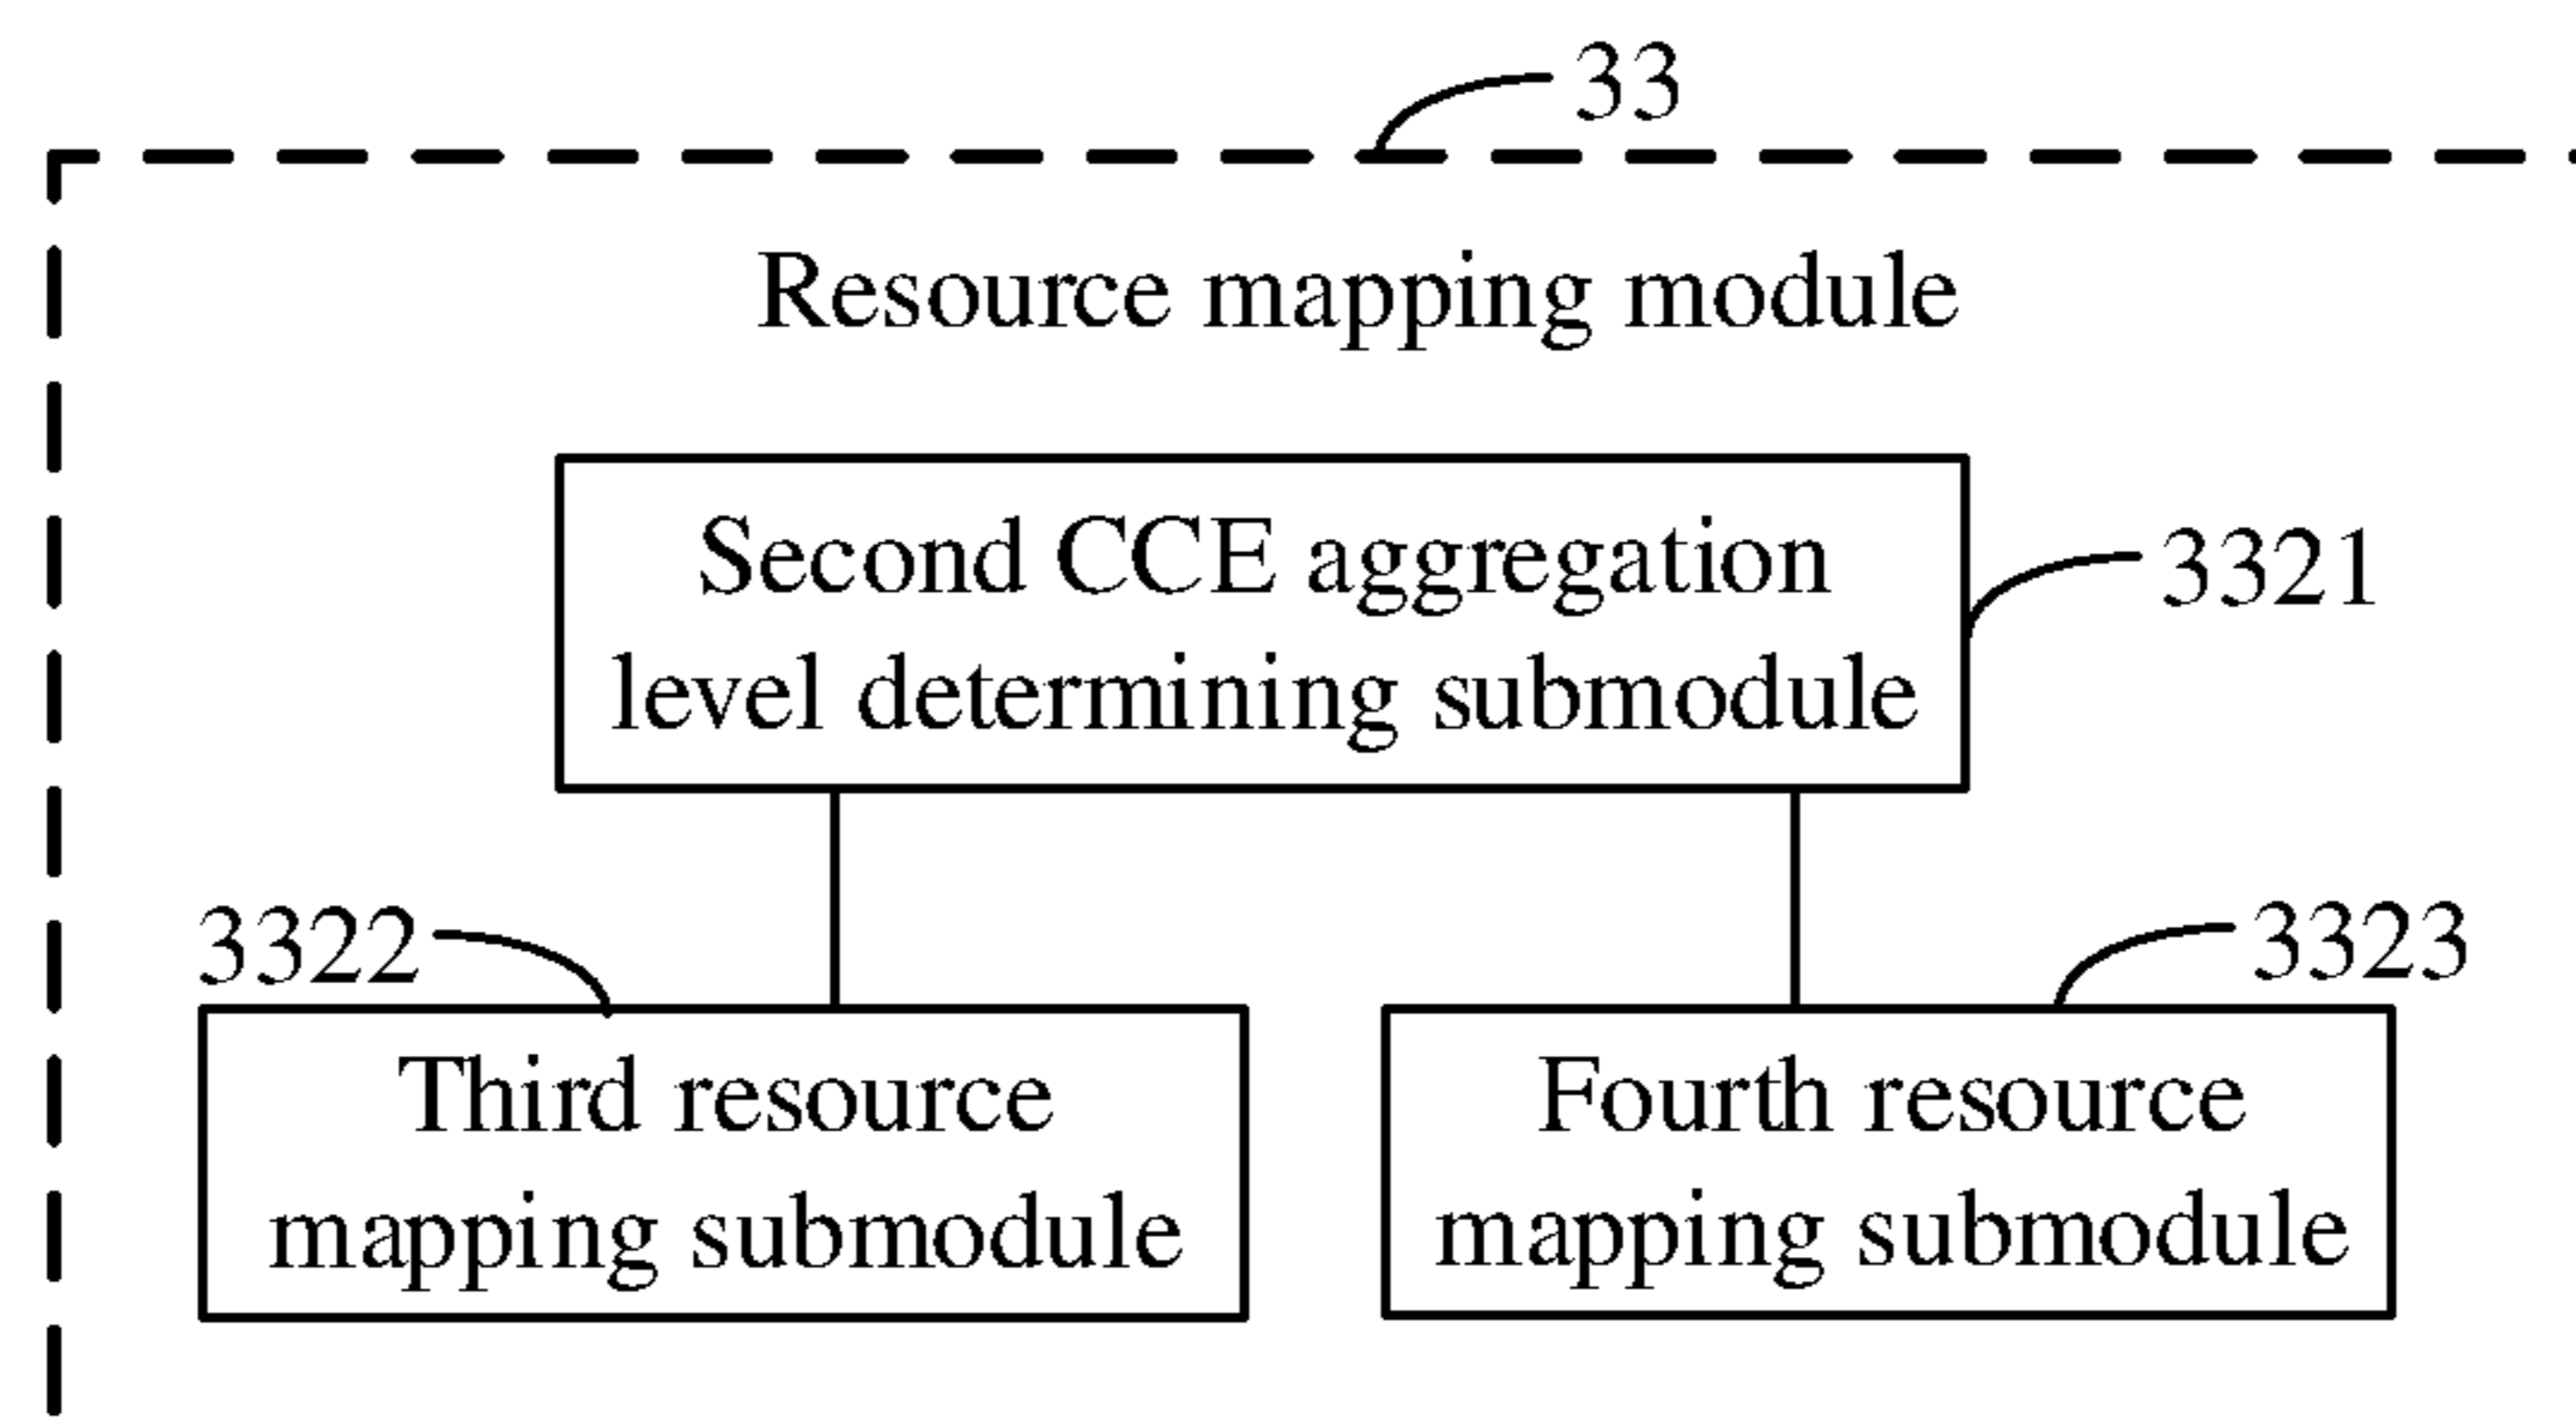 33
Resource mapping module
Second CCE aggregation
level determining submodule
3321
3322
3323
Third resource
mapping submodule
Fourth resource
mapping submodule